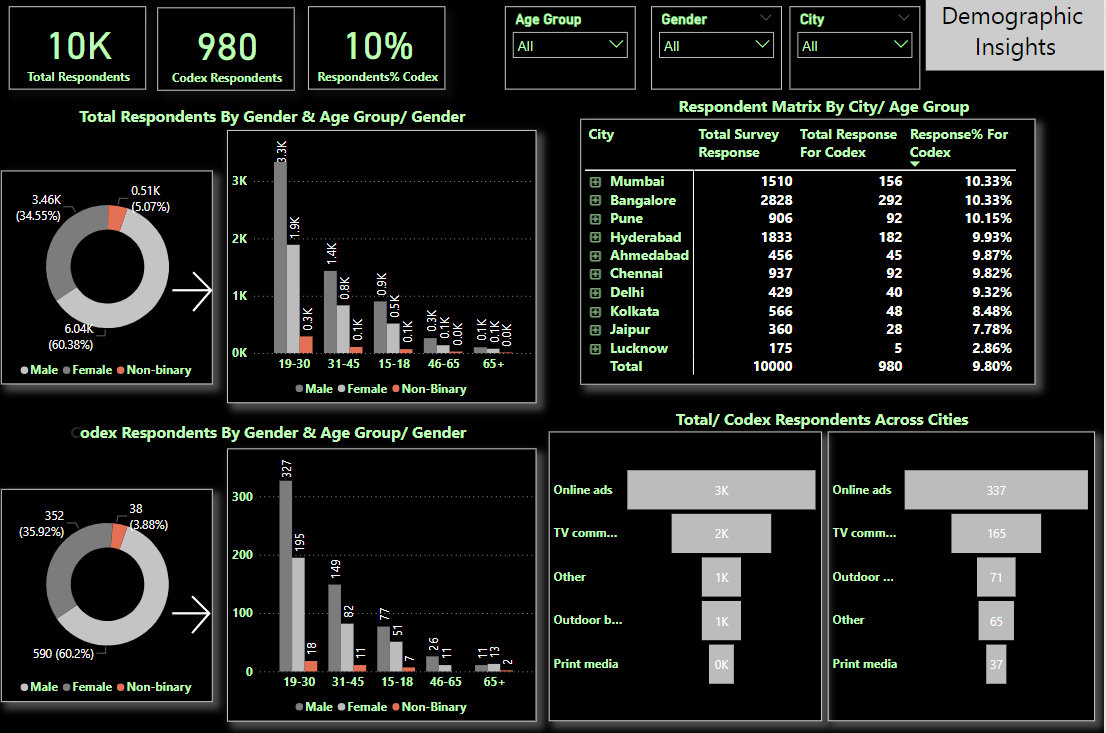 10K
Total Respondents
980
Codex Respondents
10%
Respondents% Codex
Age Group
All
Gender
All
City
All
Demographic
Insights
Total Respondents By Gender & Age Group/ Gender
3.46K
(34.55%)
0.51K
(5.07%)
6.04K
(60.38%)
Male Female Non-binary
3K
2K
1K
0K
3.3K
1.9K
0.3K
1.4K
0.8K
0.1K
0.9K
0.5K
0.1K
0.3K
0.1K
0.0K
0.1K
0.1K
0.0K
19-30 31-45 15-18 46-65 65+
Male Female Non-Binary
Respondent Matrix By City/ Age Group
City Total Survey Response Total Response For Codex Response% For Codex
Mumbai 1510 156 10.33%
Bangalore 2828 292 10.33%
Pune 906 92 10.15%
Hyderabad 1833 182 9.93%
Ahmedabad 456 45 9.87%
Chennai 937 92 9.82%
Delhi 429 40 9.32%
Kolkata 566 48 8.48%
Jaipur 360 28 7.78%
Lucknow 175 5 2.86%
Total 10000 980 9.80%
Codex Respondents By Gender & Age Group/ Gender
352
(35.92%)
38
(3.88%)
590 (60.2%)
Male Female Non-binary
300
200
100
0
327
195
18
149
82
11
77
51
7
26
11
11
13
2
19-30 31-45 15-18 46-65 65+
Male Female Non-Binary
Total/ Codex Respondents Across Cities
Online ads 3K
TV comm... 2K
Other 1K
Outdoor b... 1K
Print media 0K
Online ads 337
TV comm... 165
Outdoor ... 71
Other 65
Print media 37